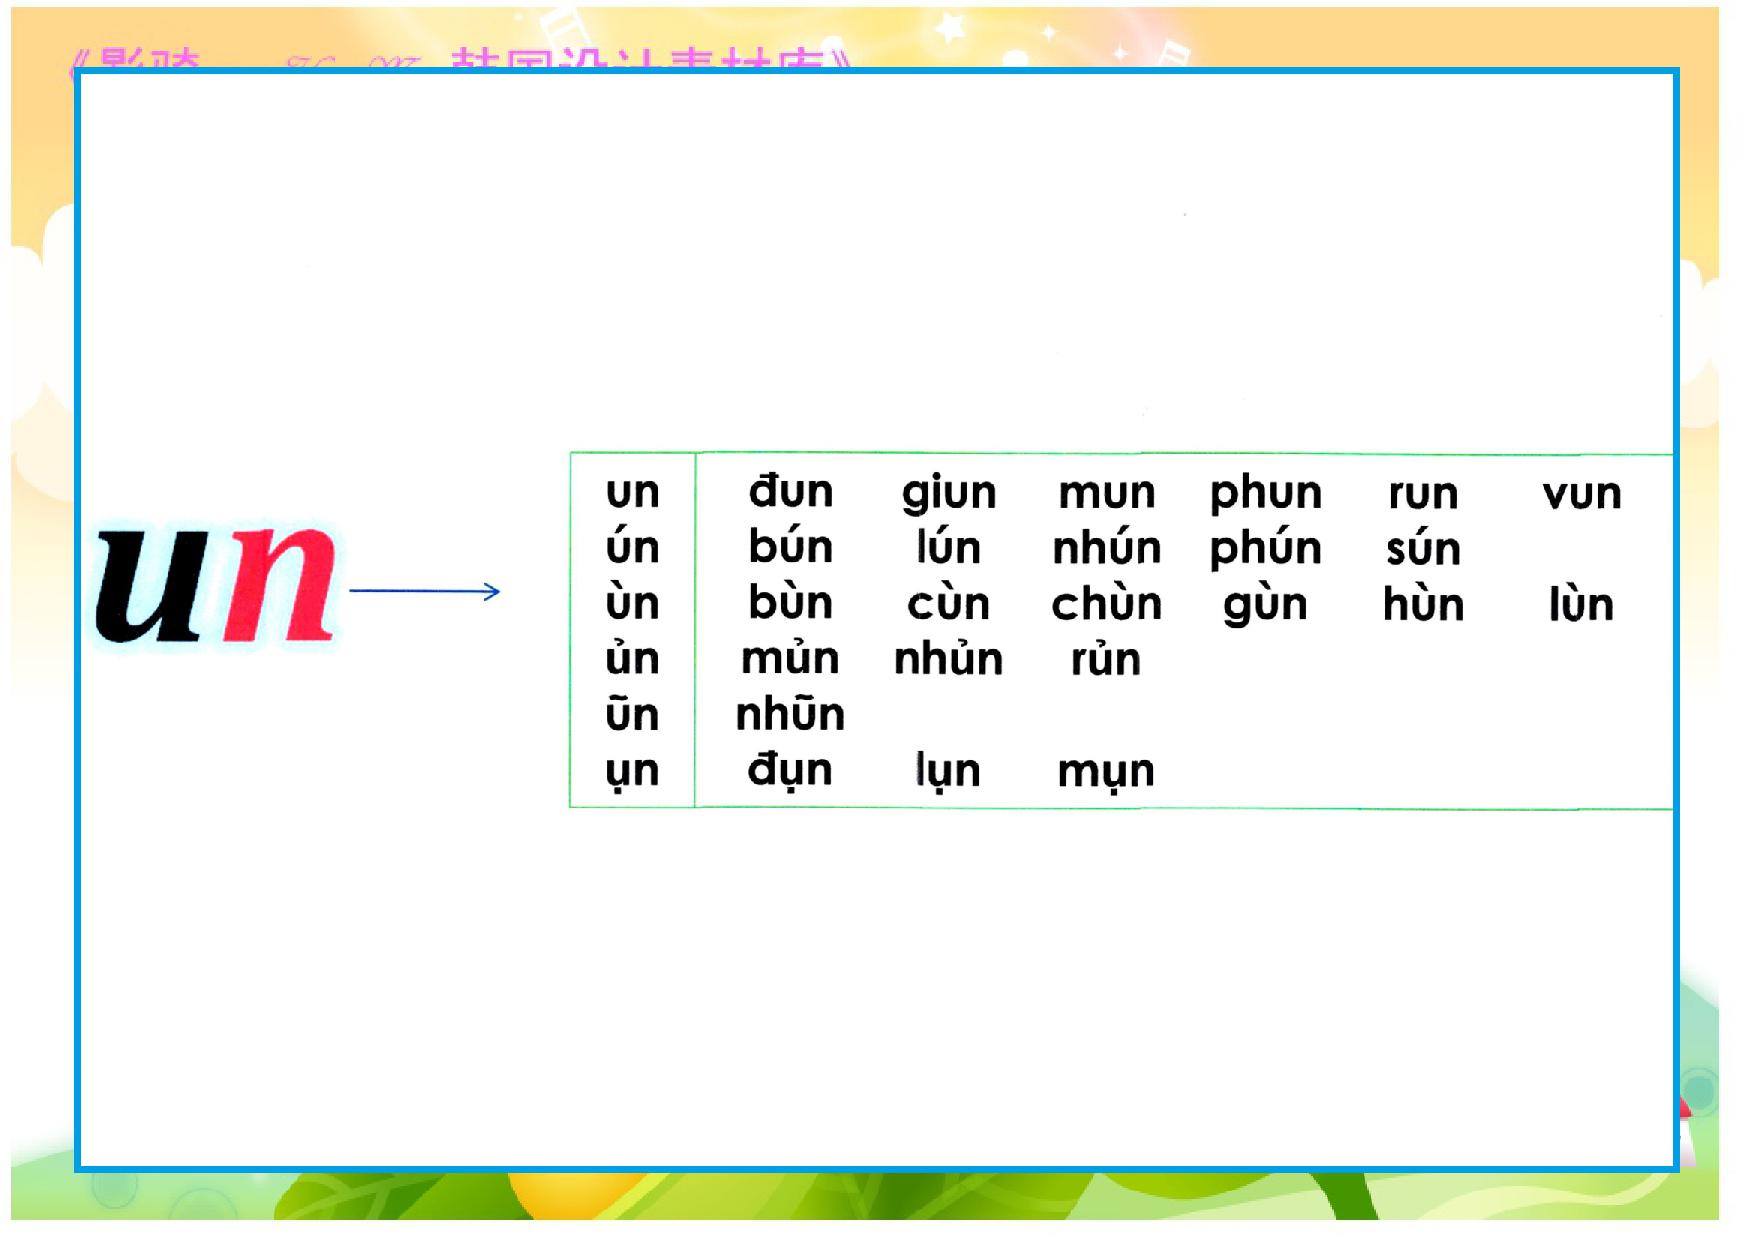 un
un đun giun mun phun run vun
ún bún lún nhún phún sún
ùn bùn cùn chùn gùn hùn lùn
ủn mủn nhủn rủn
ũn nhũn
ụn đụn lụn mụn